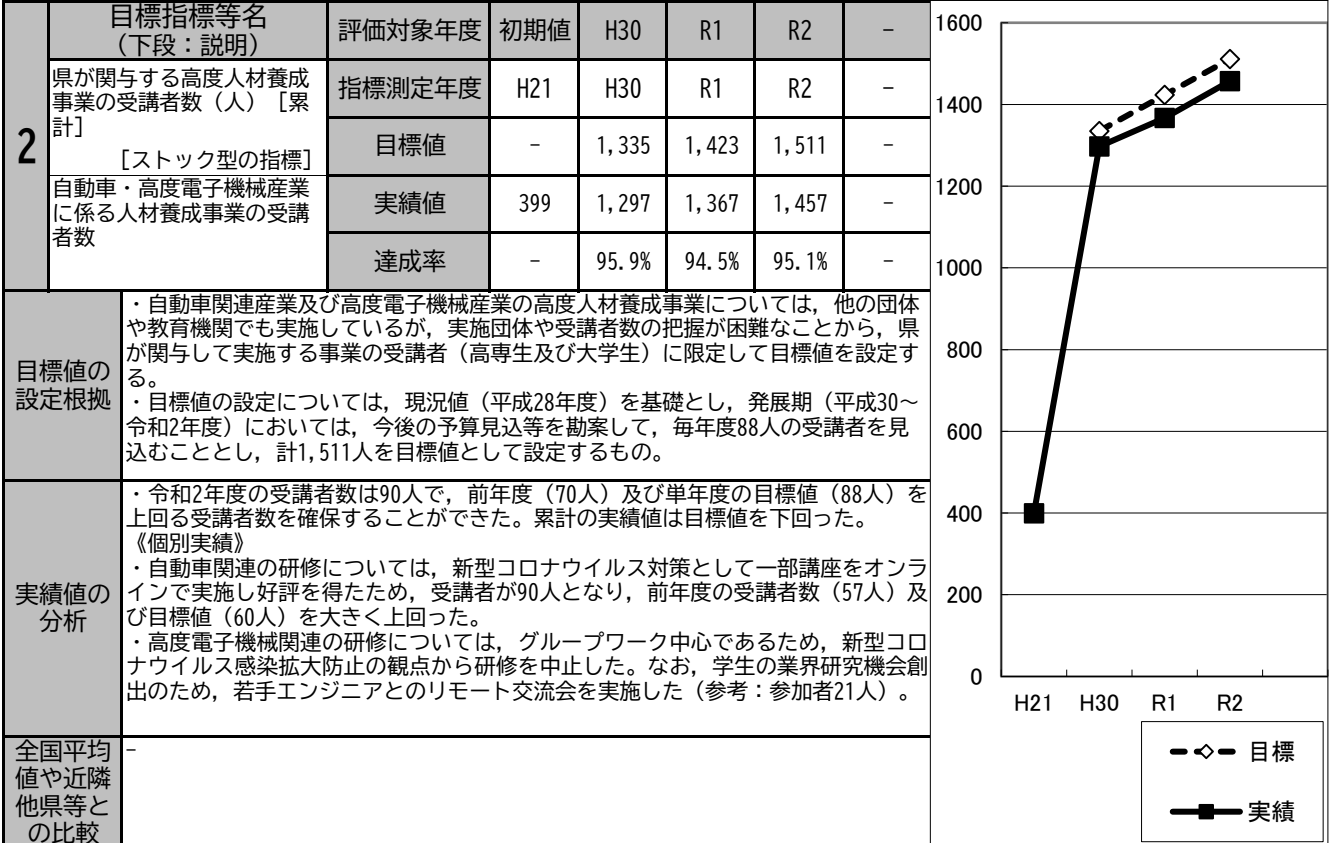 2
目標指標等名
(下段：説明)
評価対象年度 初期値 H30 R1 R2 －
県が関与する高度人材養成
事業の受講者数（人）［累
計］
［ストック型の指標］
指標測定年度 H21 H30 R1 R2 －
目標値 － 1,335 1,423 1,511 －
自動車・高度電子機械産業
に係る人材養成事業の受講
者数
実績値 399 1,297 1,367 1,457 －
達成率 － 95.9% 94.5% 95.1% －
目標値の
設定根拠
・自動車関連産業及び高度電子機械産業の高度人材養成事業については，他の団体
や教育機関でも実施しているが，実施団体や受講者数の把握が困難なことから，県
が関与して実施する事業の受講者（高専生及び大学生）に限定して目標値を設定す
る。
・目標値の設定については，現況値（平成28年度）を基礎とし，発展期（平成30～
令和2年度）においては，今後の予算見込等を勘案して，毎年度88人の受講者を見
込むこととし，計1,511人を目標値として設定するもの。
実績値の
分析
・令和2年度の受講者数は90人で，前年度（70人）及び単年度の目標値（88人）を
上回る受講者数を確保することができた。累計の実績値は目標値を下回った。
《個別実績》
・自動車関連の研修については，新型コロナウイルス対策として一部講座をオンラ
インで実施し好評を得たため，受講者が90人となり，前年度の受講者数（57人）及
び目標値（60人）を大きく上回った。
・高度電子機械関連の研修については，グループワーク中心であるため，新型コロ
ナウイルス感染拡大防止の観点から研修を中止した。なお，学生の業界研究機会創
出のため，若手エンジニアとのリモート交流会を実施した（参考：参加者21人）。
全国平均
値や近隣
他県等と
の比較
－
1600
1400
1200
1000
800
600
400
200
0
H21 H30 R1 R2
目標
実績